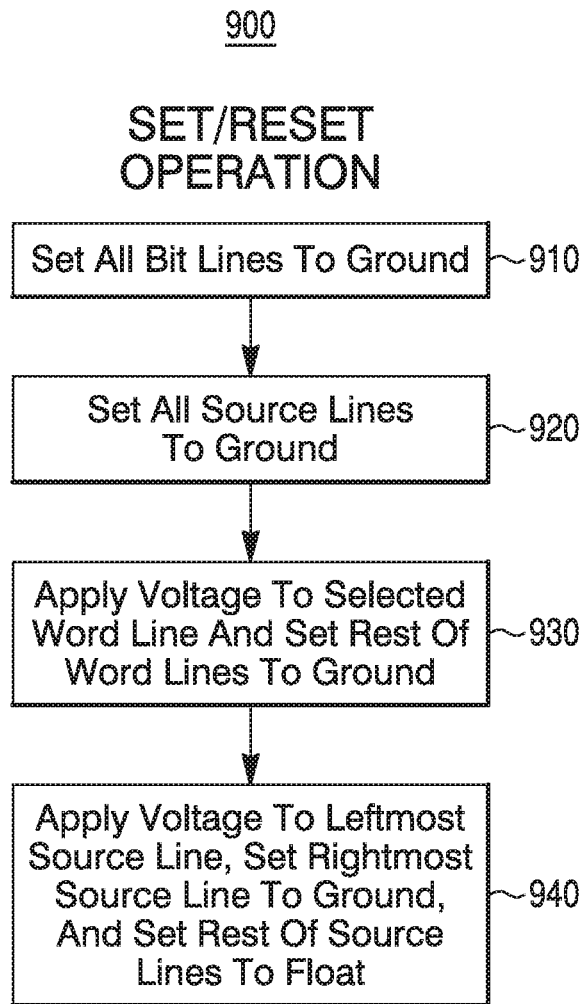 900
SET/RESET
OPERATION
Set All Bit Lines To Ground
910
Set All Source Lines
To Ground
920
Apply Voltage To Selected
Word Line And Set Rest Of
Word Lines To Ground
930
Apply Voltage To Leftmost
Source Line, Set Rightmost
Source Line To Ground,
And Set Rest Of Source
Lines To Float
940